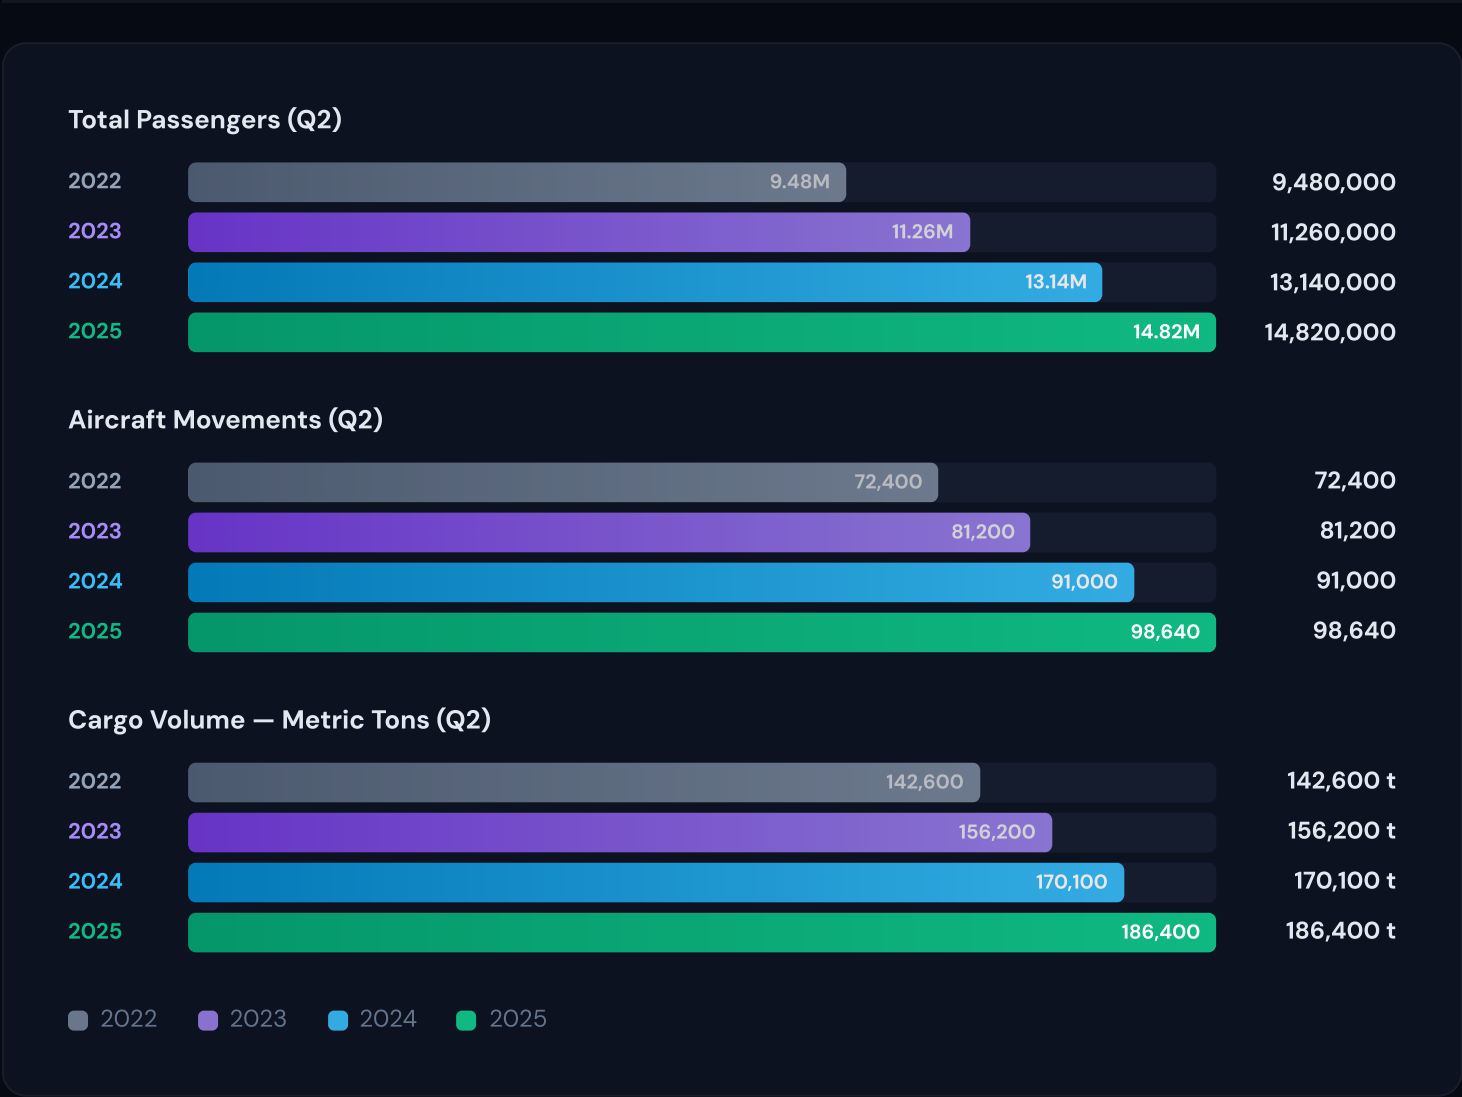 Total Passengers (Q2)
2022 9.48M 9,480,000
2023 11.26M 11,260,000
2024 13.14M 13,140,000
2025 14.82M 14,820,000
Aircraft Movements (Q2)
2022 72,400 72,400
2023 81,200 81,200
2024 91,000 91,000
2025 98,640 98,640
Cargo Volume — Metric Tons (Q2)
2022 142,600 142,600 t
2023 156,200 156,200 t
2024 170,100 170,100 t
2025 186,400 186,400 t
2022 2023 2024 2025